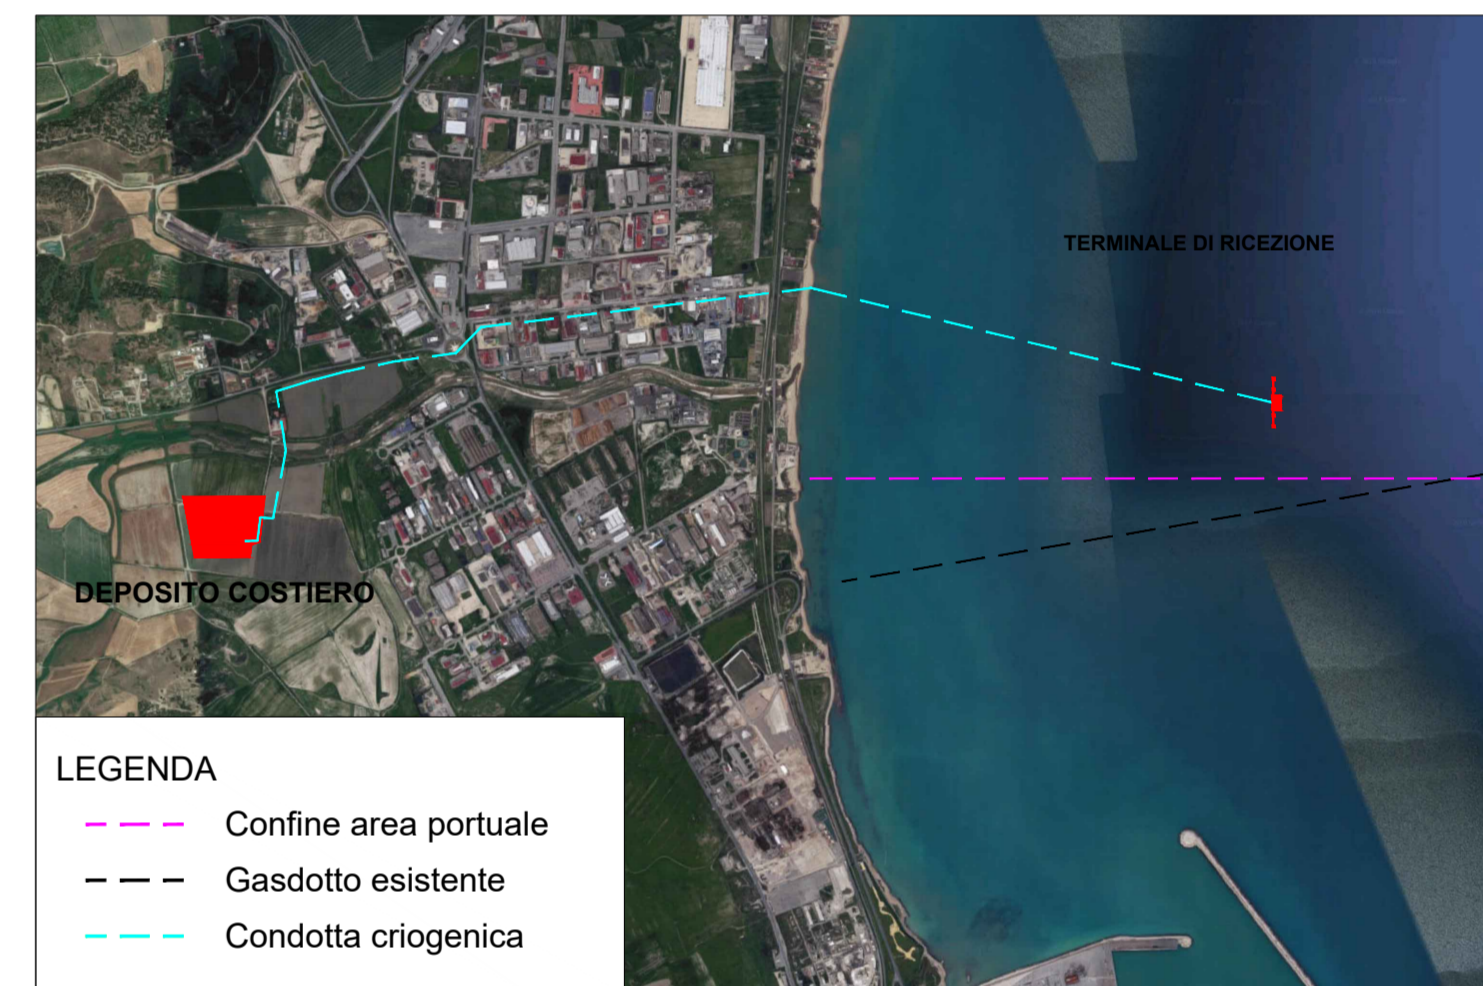 TERMINALE DI RICEZIONE
DEPOSITO COSTIERO
LEGENDA
Confine area portuale
Gasdotto esistente
Condotta criogenica